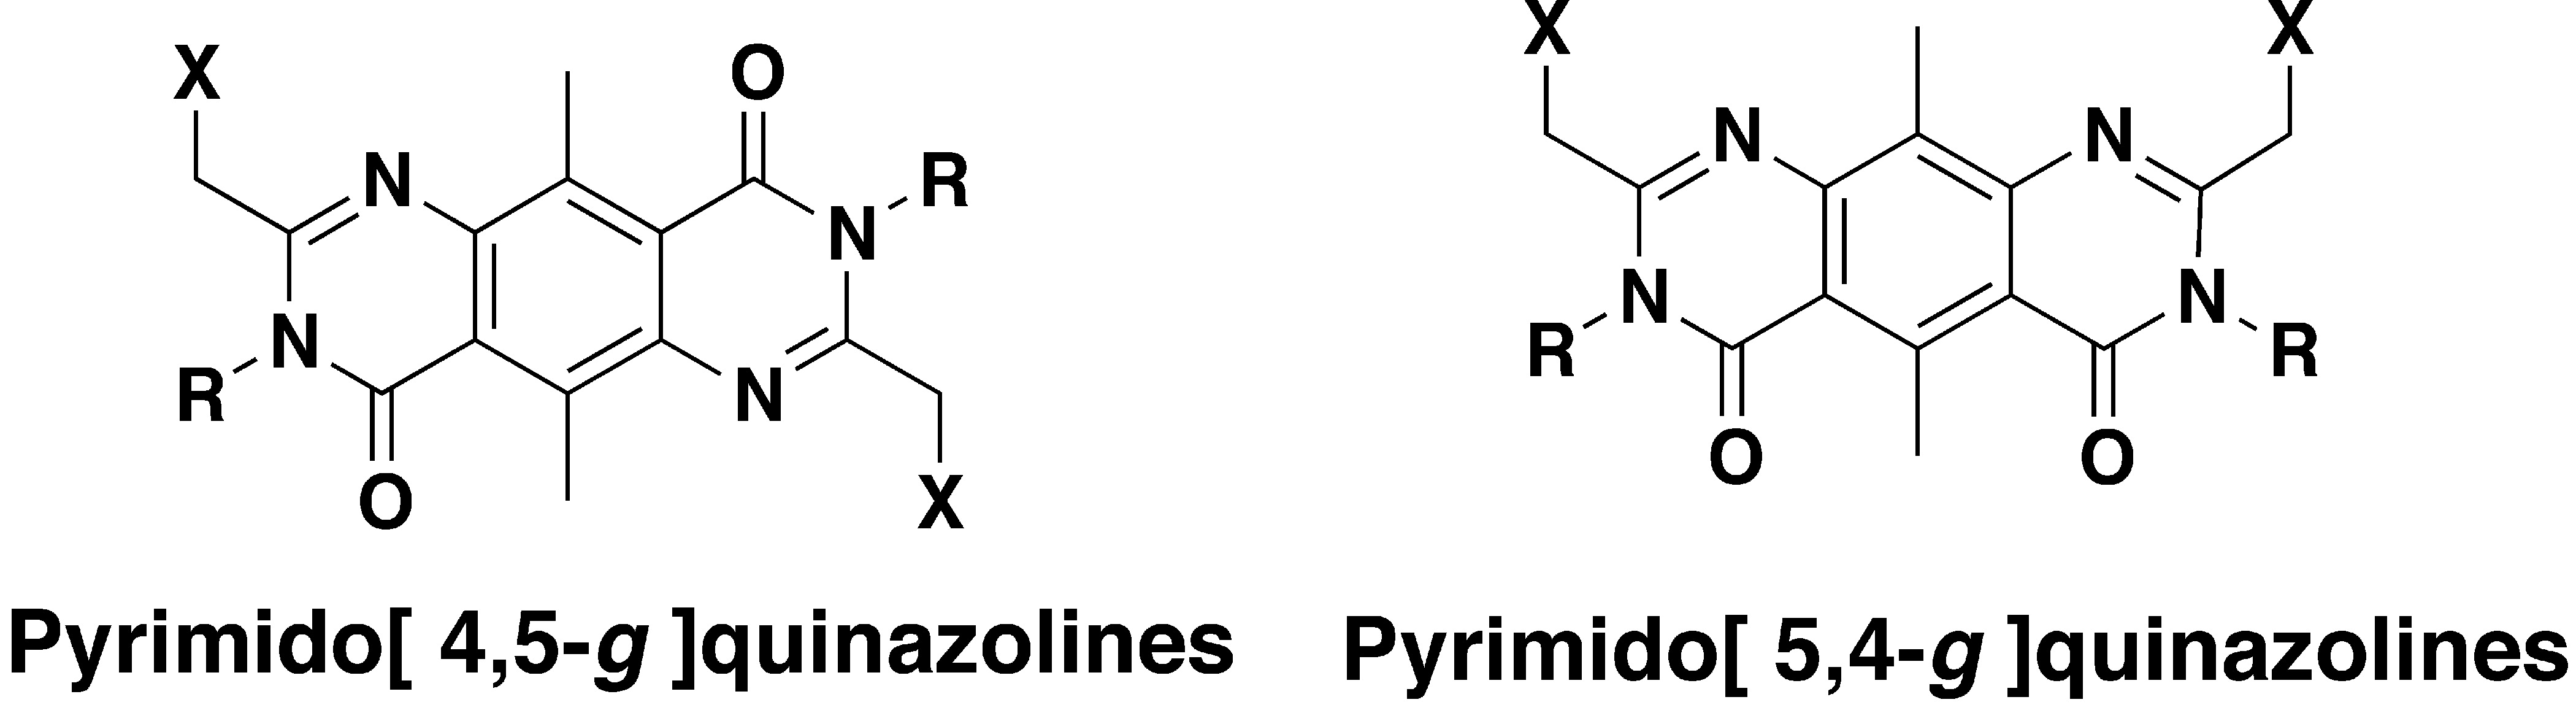 X
O
N
R
N
N
R
N
O
X
Pyrimido[ 4,5-g ]quinazolines
X
X
N
N
N
N
R
R
O
O
Pyrimido[ 5,4-g ]quinazolines